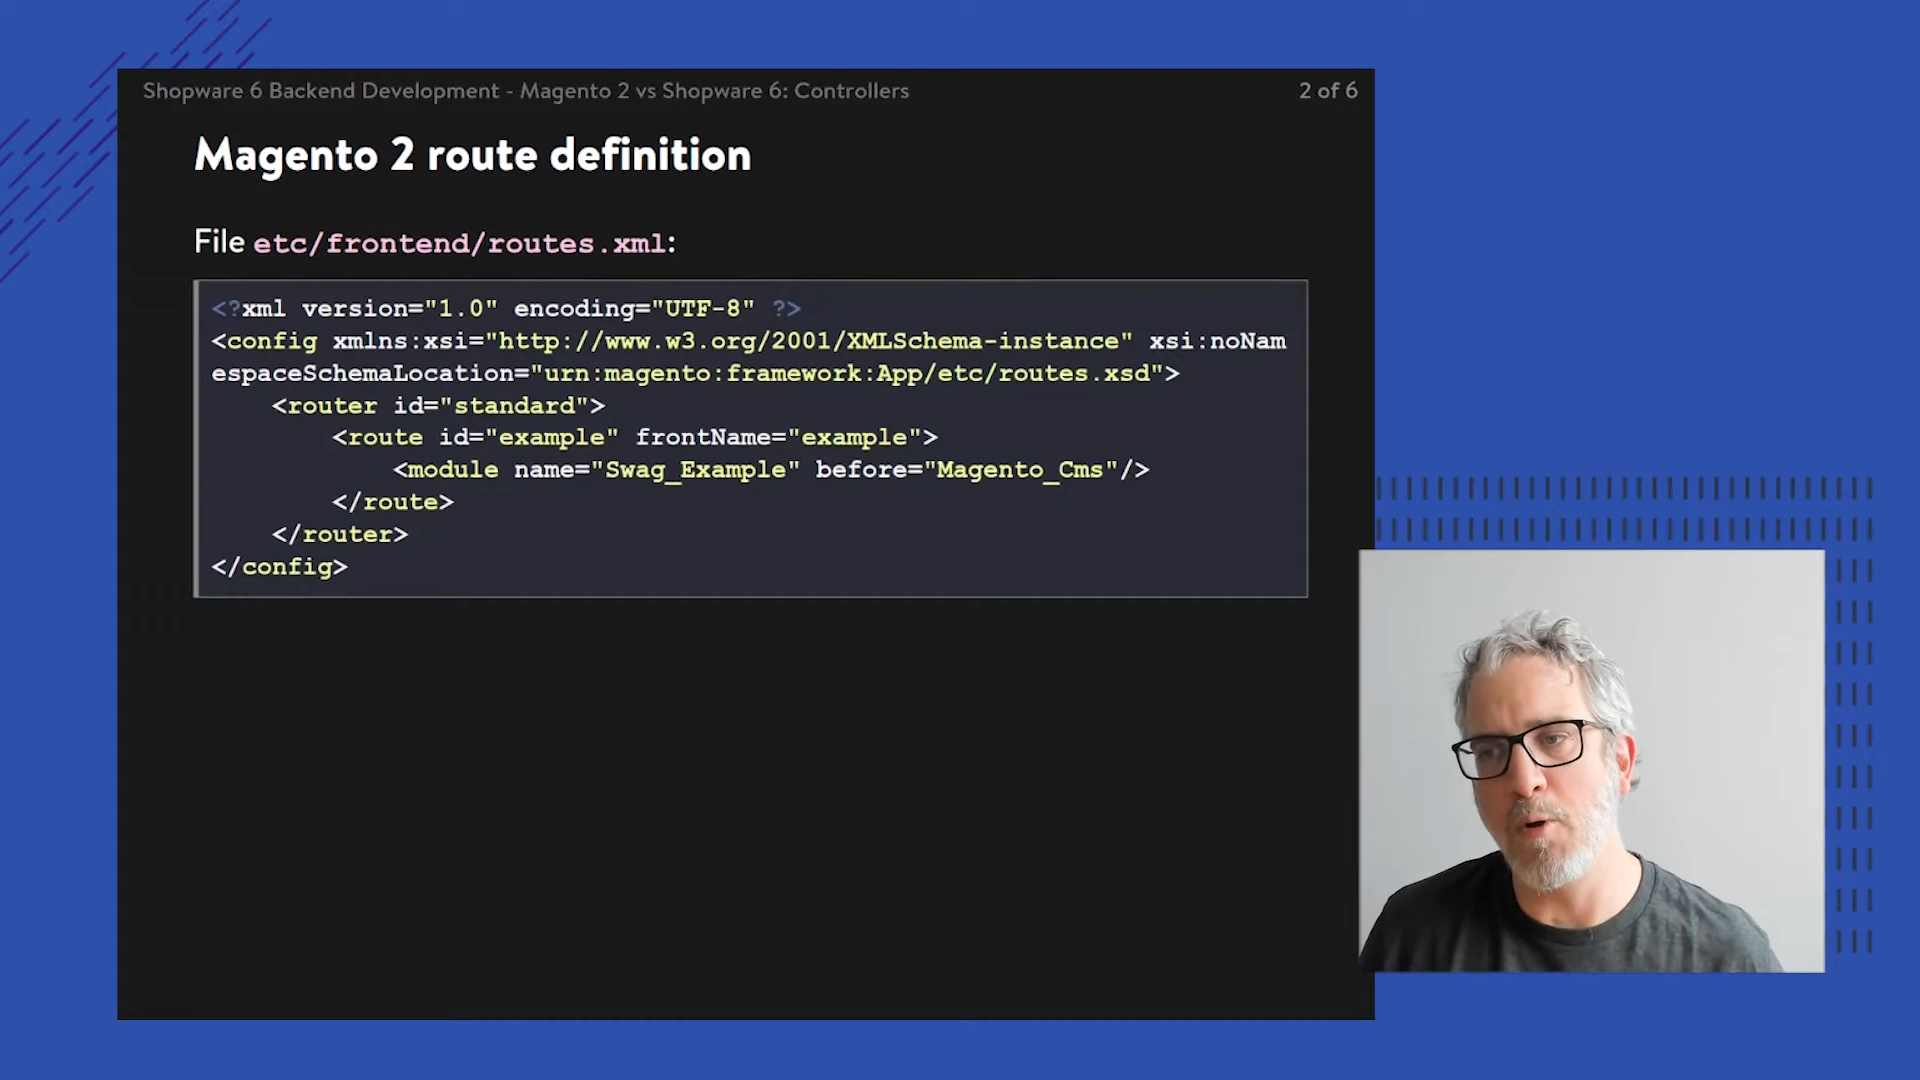 Shopware 6 Backend Development - Magento 2 vs Shopware 6: Controllers
2 of 6
Magento 2 route definition
File etc/frontend/routes.xml:
<?xml version="1.0" encoding="UTF-8" ?>
<config xmlns:xsi="http://www.w3.org/2001/XMLSchema-instance" xsi:noNam
espaceSchemaLocation="urn:magento:framework:App/etc/routes.xsd">
    <router id="standard">
        <route id="example" frontName="example">
            <module name="Swag_Example" before="Magento_Cms"/>
        </route>
    </router>
</config>